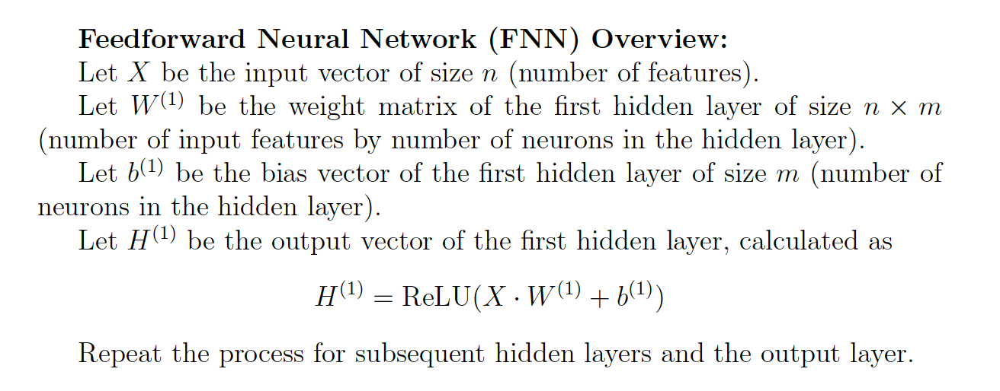 Feedforward Neural Network (FNN) Overview:
Let X be the input vector of size n (number of features).
Let W^(1) be the weight matrix of the first hidden layer of size n × m
(number of input features by number of neurons in the hidden layer).
Let b^(1) be the bias vector of the first hidden layer of size m (number of
neurons in the hidden layer).
Let H^(1) be the output vector of the first hidden layer, calculated as
H^(1) = ReLU(X · W^(1) + b^(1))
Repeat the process for subsequent hidden layers and the output layer.